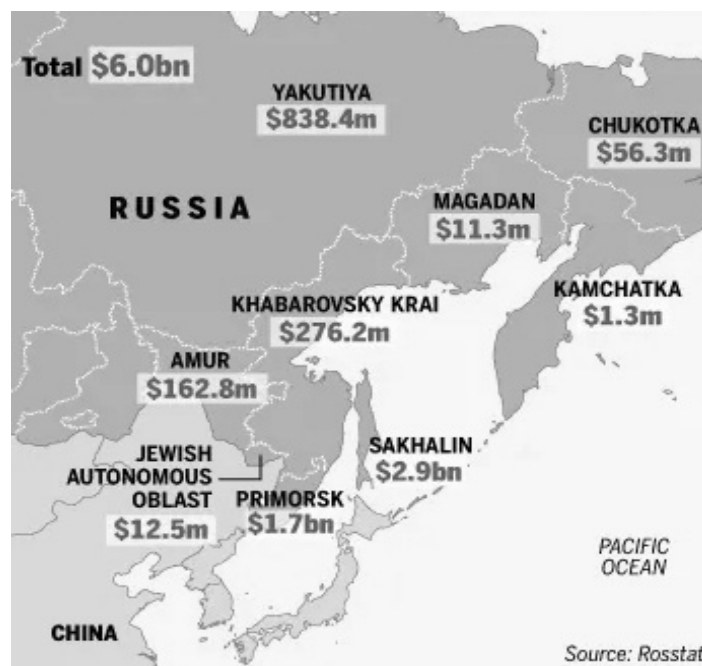 Total $6.0bn
YAKUTIYA
$838.4m
CHUKOTKA
$56.3m
RUSSIA
MAGADAN
$11.3m
KHABAROVSKY KRAI
$276.2m
KAMCHATKA
$1.3m
AMUR
$162.8m
SAKHALIN
$2.9bn
JEWISH
AUTONOMOUS
OBLAST
$12.5m
PRIMORSK
$1.7bn
PACIFIC
OCEAN
CHINA
Source: Rosstat